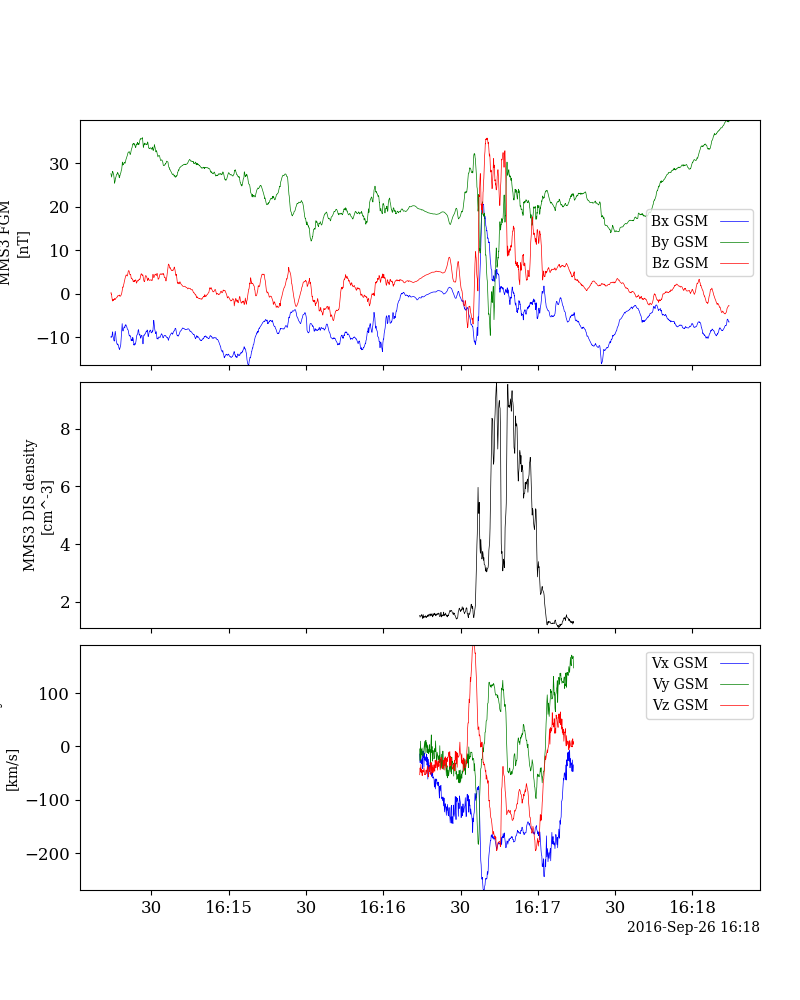 MMS3 FGM
[nT]
30
20
10
0
−10
Bx GSM
By GSM
Bz GSM
MMS3 DIS density
[cm^-3]
8
6
4
2
[km/s]
100
0
−100
−200
Vx GSM
Vy GSM
Vz GSM
30
16:15
30
16:16
30
16:17
30
16:18
2016-Sep-26 16:18